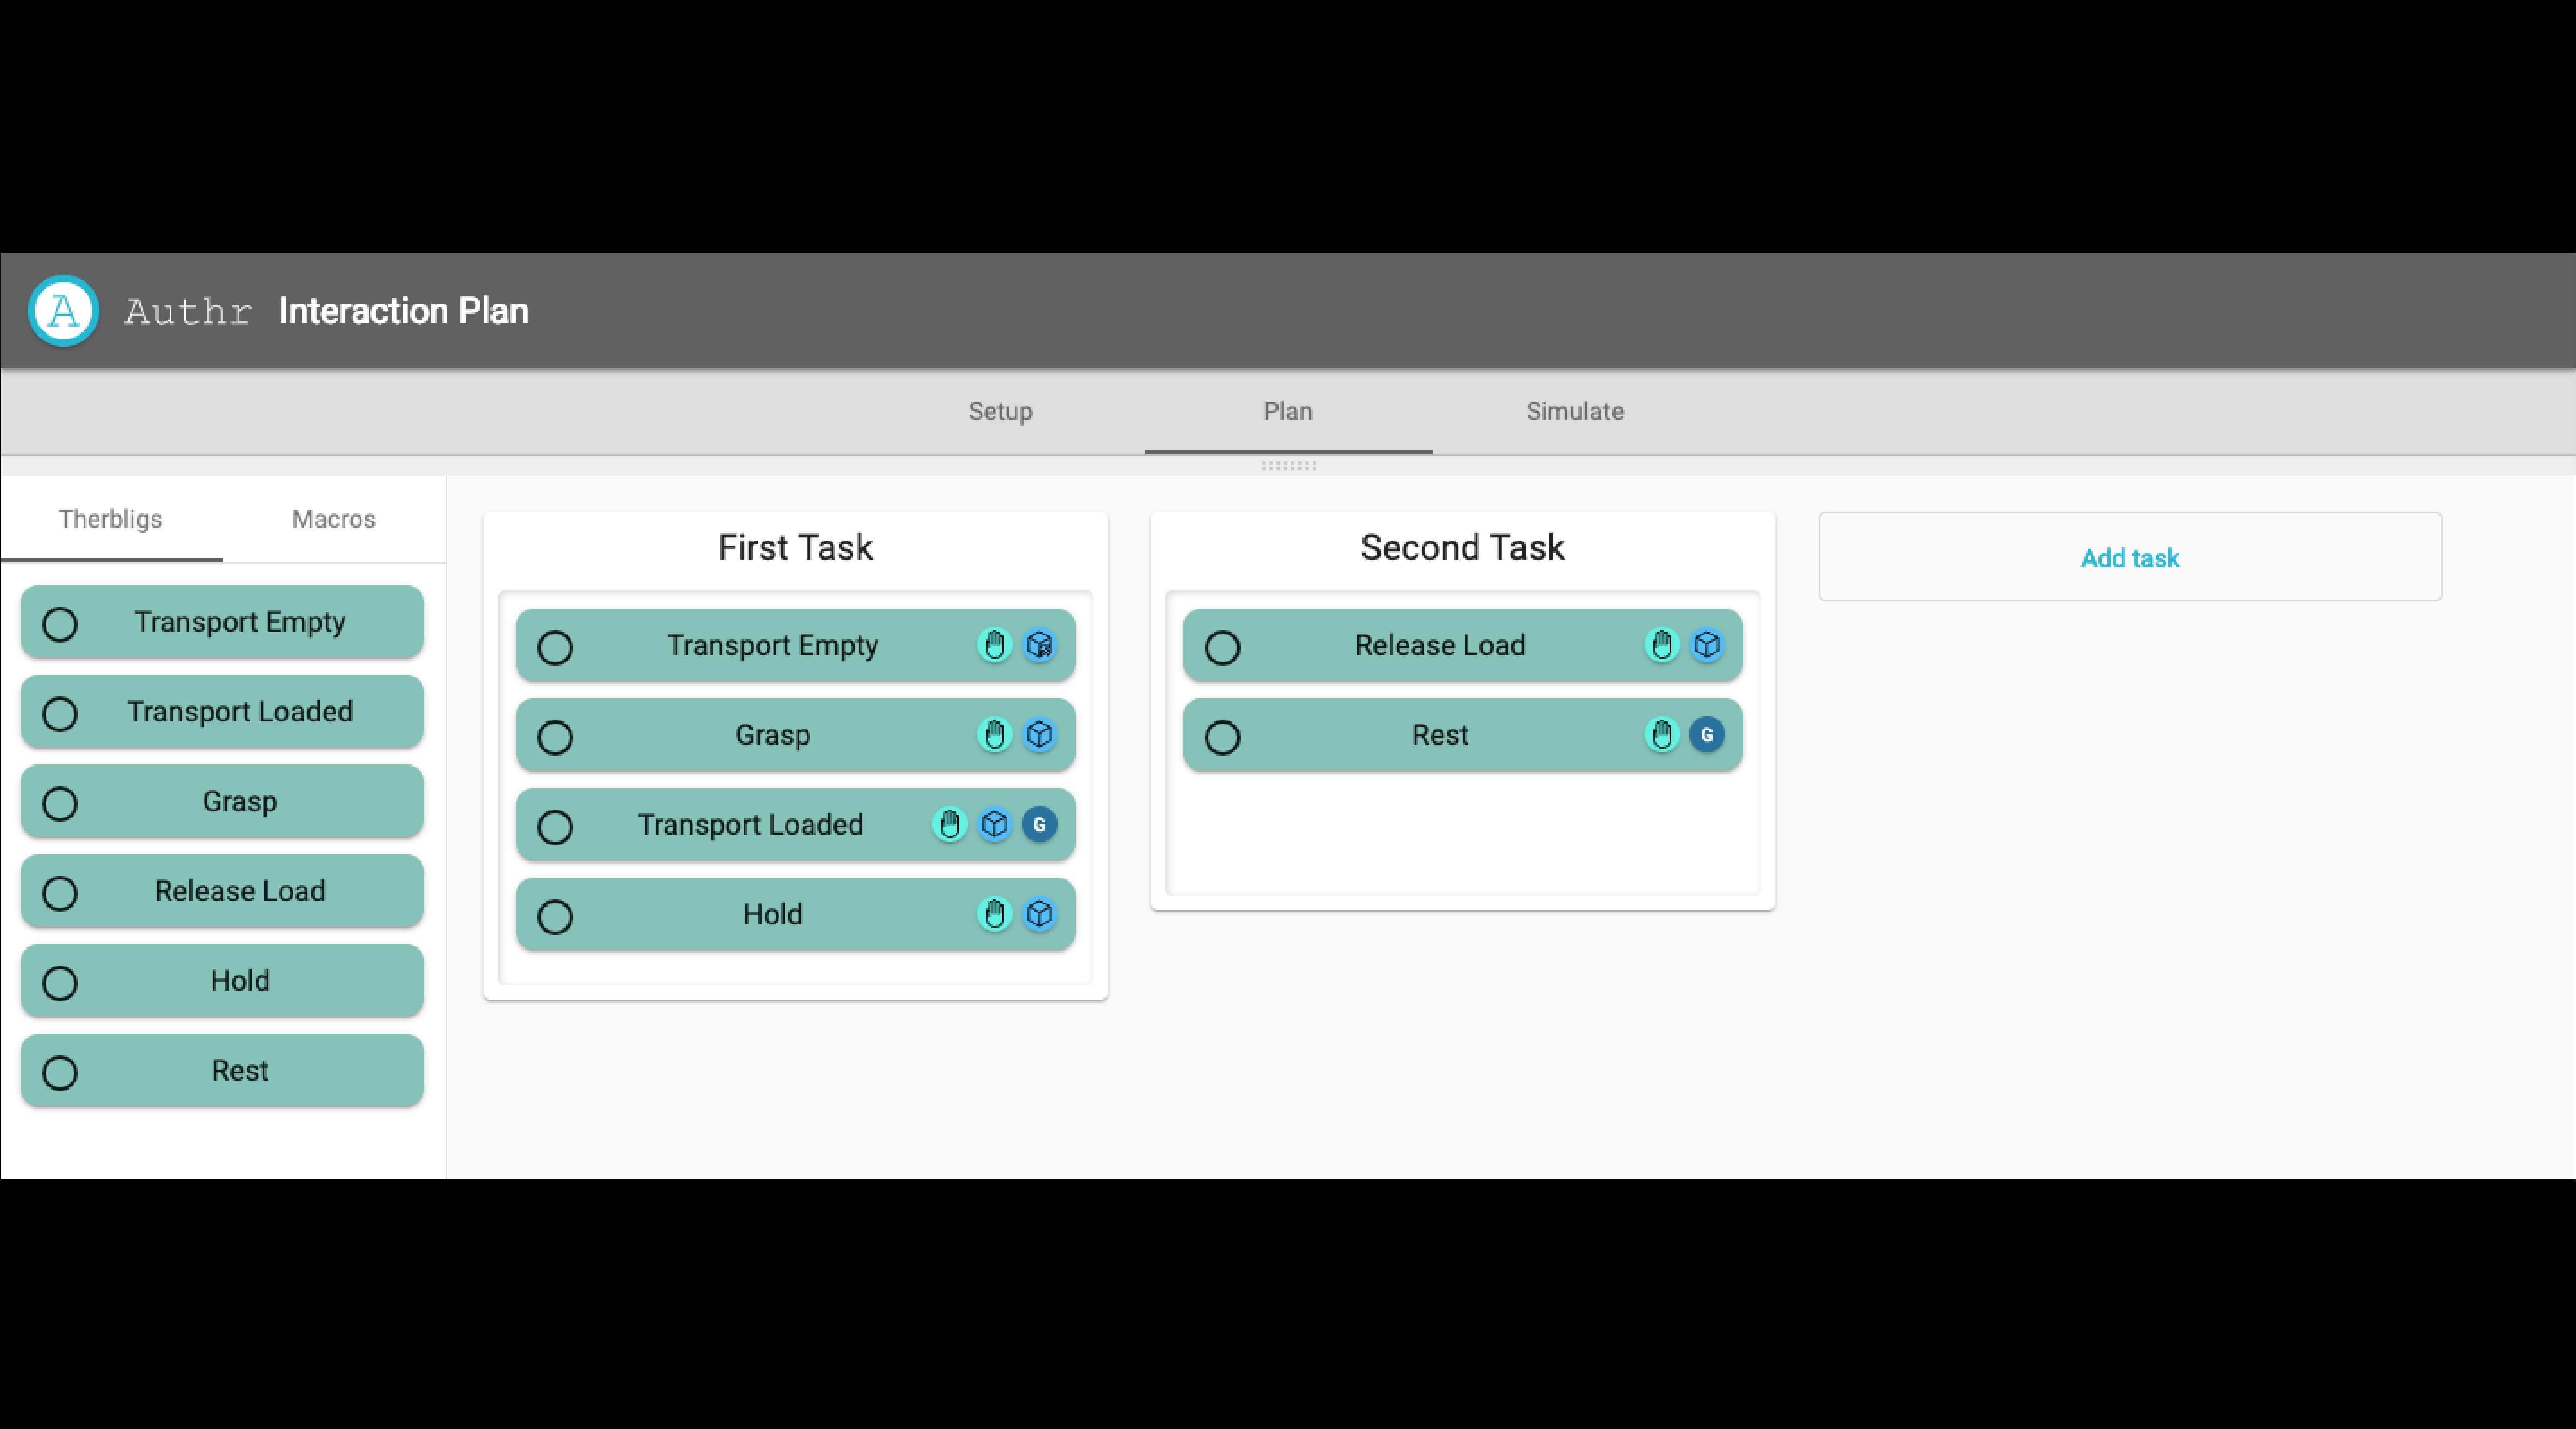 A Authr Interaction Plan
Setup Plan Simulate
Therbligs Macros
Transport Empty
Transport Loaded
Grasp
Release Load
Hold
Rest
First Task
Transport Empty
Grasp
Transport Loaded G
Hold
Second Task
Release Load
Rest G
Add task